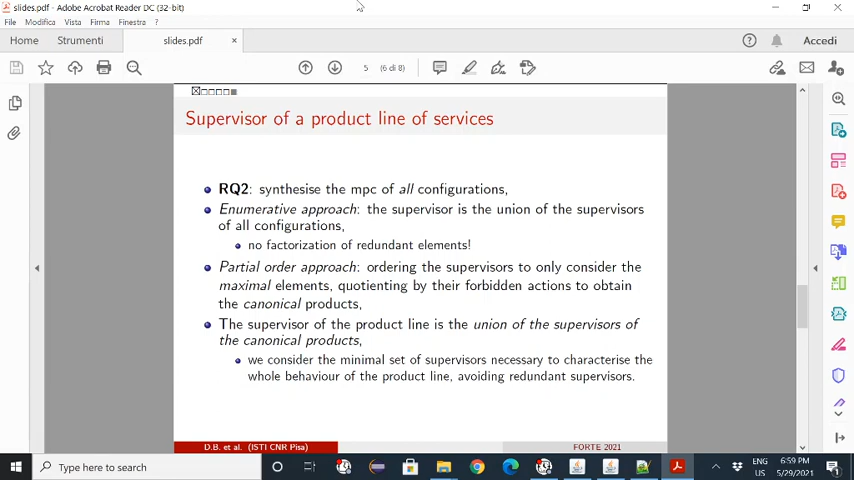 slides.pdf - Adobe Acrobat Reader DC (32-bit)
File Modifica Vista Firma Finestra ?
Home Strumenti slides.pdf × Accedi
5 (6 di 8)
Supervisor of a product line of services
RQ2: synthesise the mpc of all configurations,
Enumerative approach: the supervisor is the union of the supervisors
of all configurations,
no factorization of redundant elements!
Partial order approach: ordering the supervisors to only consider the
maximal elements, quotienting by their forbidden actions to obtain
the canonical products,
The supervisor of the product line is the union of the supervisors of
the canonical products,
we consider the minimal set of supervisors necessary to characterise the
whole behaviour of the product line, avoiding redundant supervisors.
D.B. et al. (ISTI CNR Pisa) FORTE 2021
Type here to search
ENG 6:59 PM
US 5/29/2021